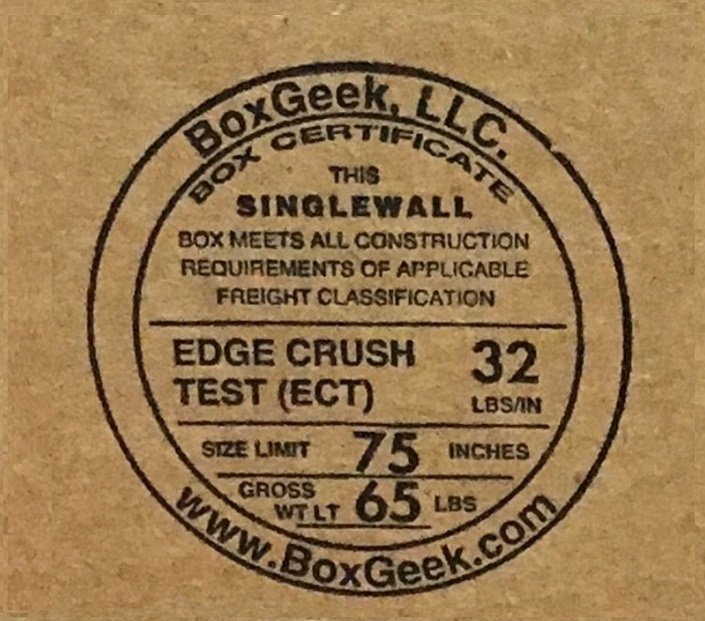 BoxGeek, LLC.
BOX CERTIFICATE
THIS
SINGLEWALL
BOX MEETS ALL CONSTRUCTION
REQUIREMENTS OF APPLICABLE
FREIGHT CLASSIFICATION
EDGE CRUSH
TEST (ECT)
32
LBS/IN
SIZE LIMIT 75 INCHES
GROSS
WT LT 65 LBS
www.BoxGeek.com